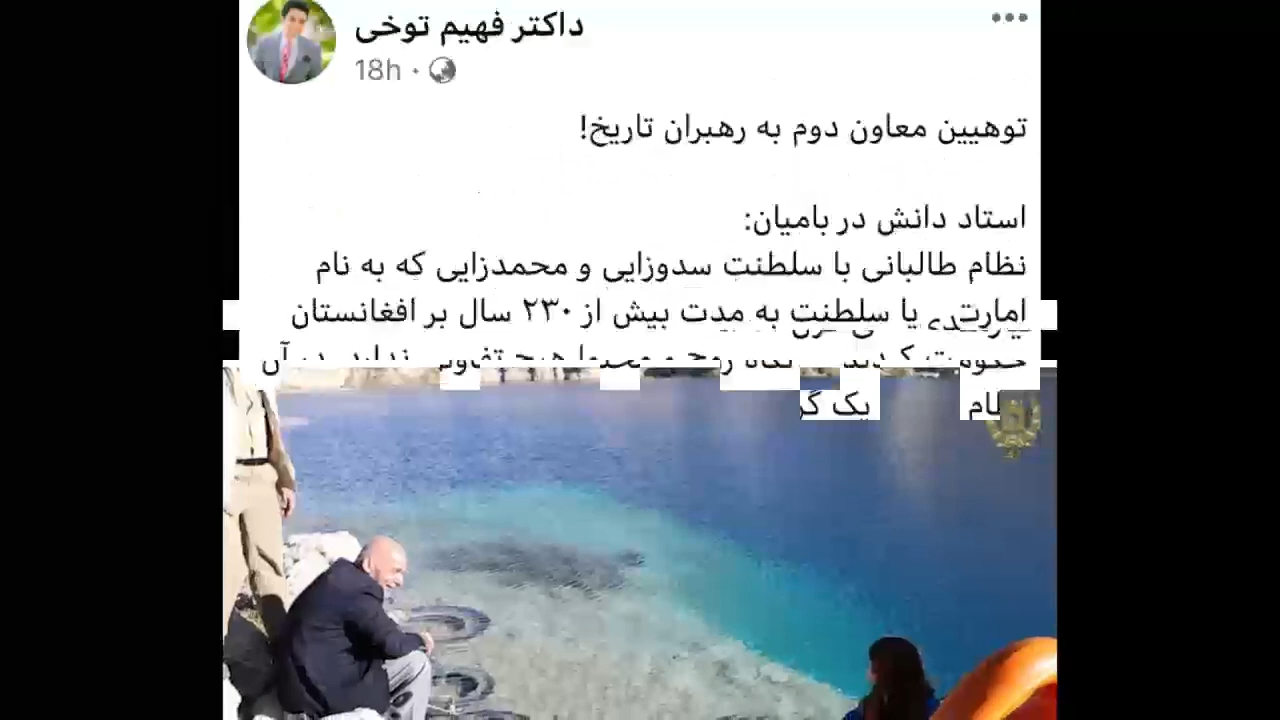 داکتر فهیم توخی
18h
توهیین معاون دوم به رهبران تاریخ!
استاد دانش در بامیان:
نظام طالبانی با سلطنت سدوزایی و محمدزایی که به نام
امارت یا سلطنت به مدت بیش از ۲۳۰ سال بر افغانستان
یک